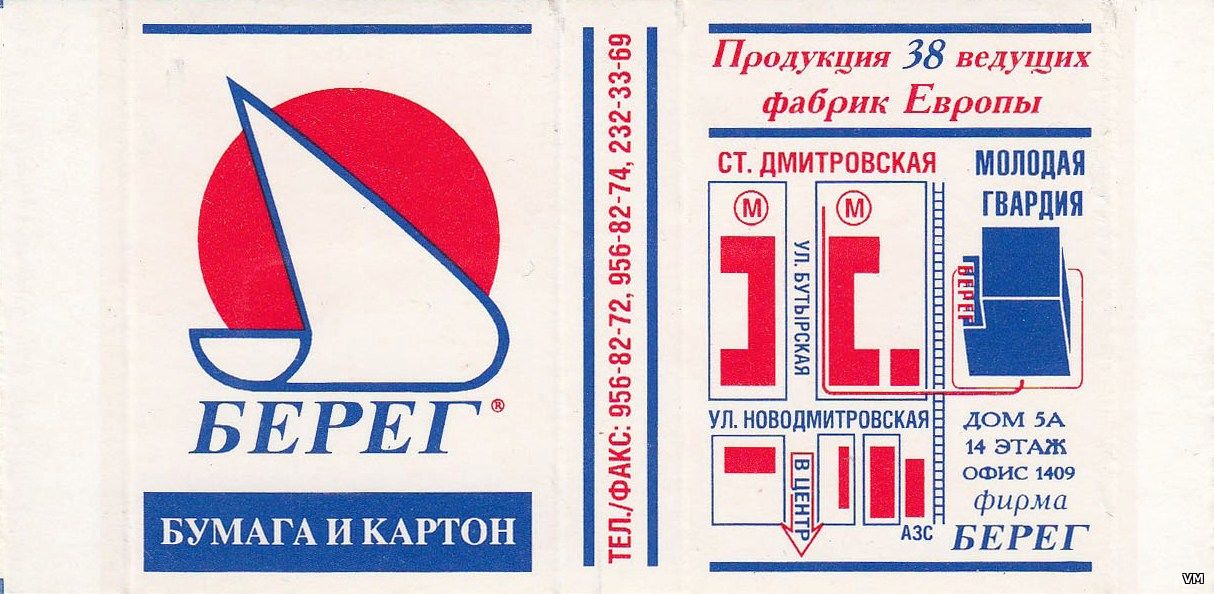 БЕРЕГ®
БУМАГА И КАРТОН
ТЕЛ./ФАКС: 956-82-72, 956-82-74, 232-33-69
Продукция 38 ведущих
фабрик Европы
СТ. ДМИТРОВСКАЯ
МОЛОДАЯ
ГВАРДИЯ
М
М
УЛ. БУТЫРСКАЯ
БЕРЕГ
УЛ. НОВОДМИТРОВСКАЯ
В ЦЕНТР
АЗС
ДОМ 5А
14 ЭТАЖ
ОФИС 1409
фирма
БЕРЕГ
VM